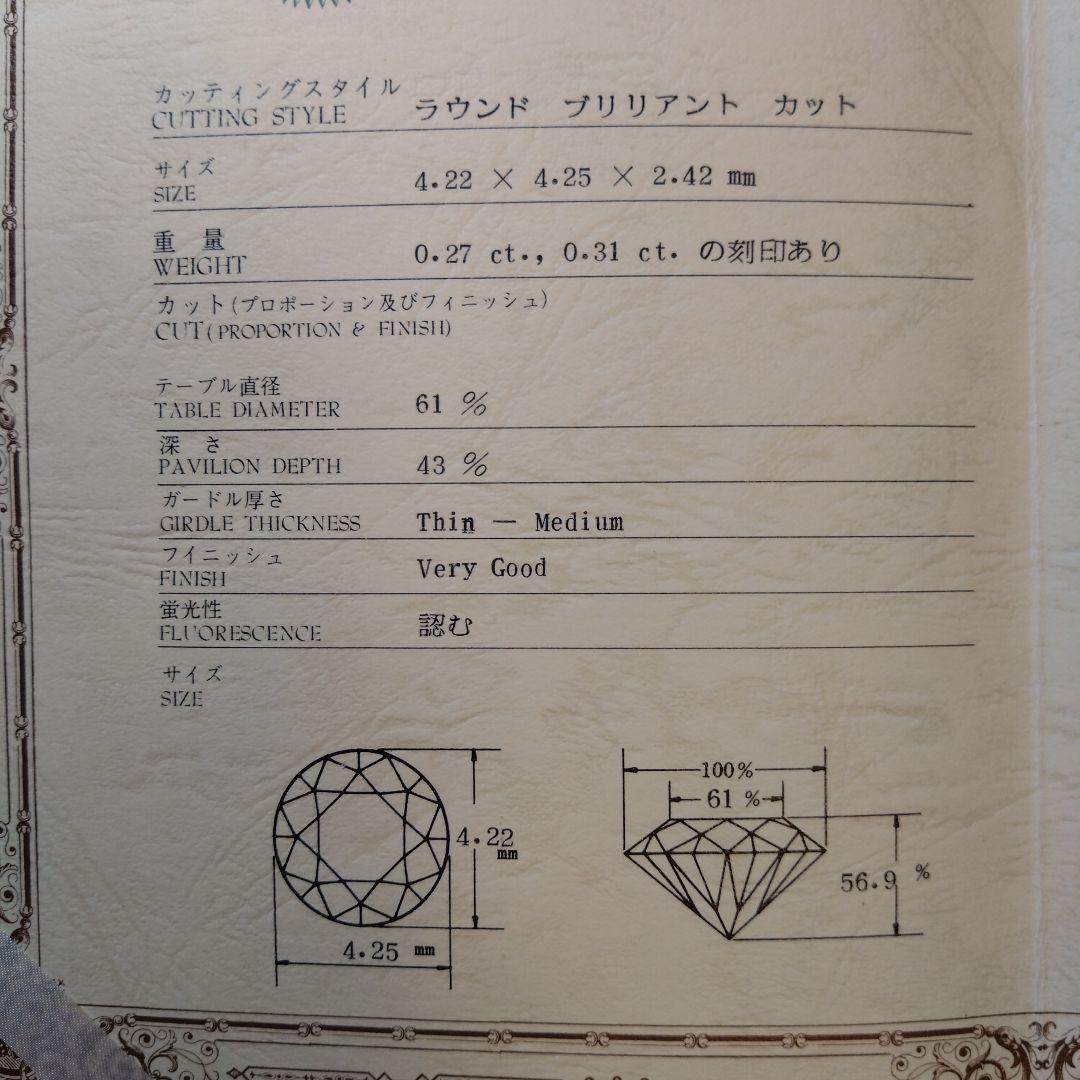 カッティングスタイル
CUTTING STYLE ラウンド ブリリアント カット
サイズ
SIZE 4.22 × 4.25 × 2.42 mm
重 量
WEIGHT 0.27 ct., 0.31 ct. の刻印あり
カット(プロポーション及びフィニッシュ)
CUT(PROPORTION & FINISH)
テーブル直径
TABLE DIAMETER 61 %
深 さ
PAVILION DEPTH 43 %
ガードル厚さ
GIRDLE THICKNESS Thin — Medium
フイニッシュ
FINISH Very Good
蛍光性
FLUORESCENCE 認む
サイズ
SIZE
100%
61 %
4.22 mm
56.9 %
4.25 mm